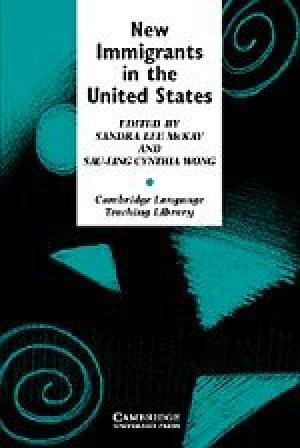 New
Immigrants
in the
United States
EDITED BY
SANDRA LEE McKAY
AND
SAU-LING CYNTHIA WONG
Cambridge Language
Teaching Library
CAMBRIDGE
UNIVERSITY PRESS